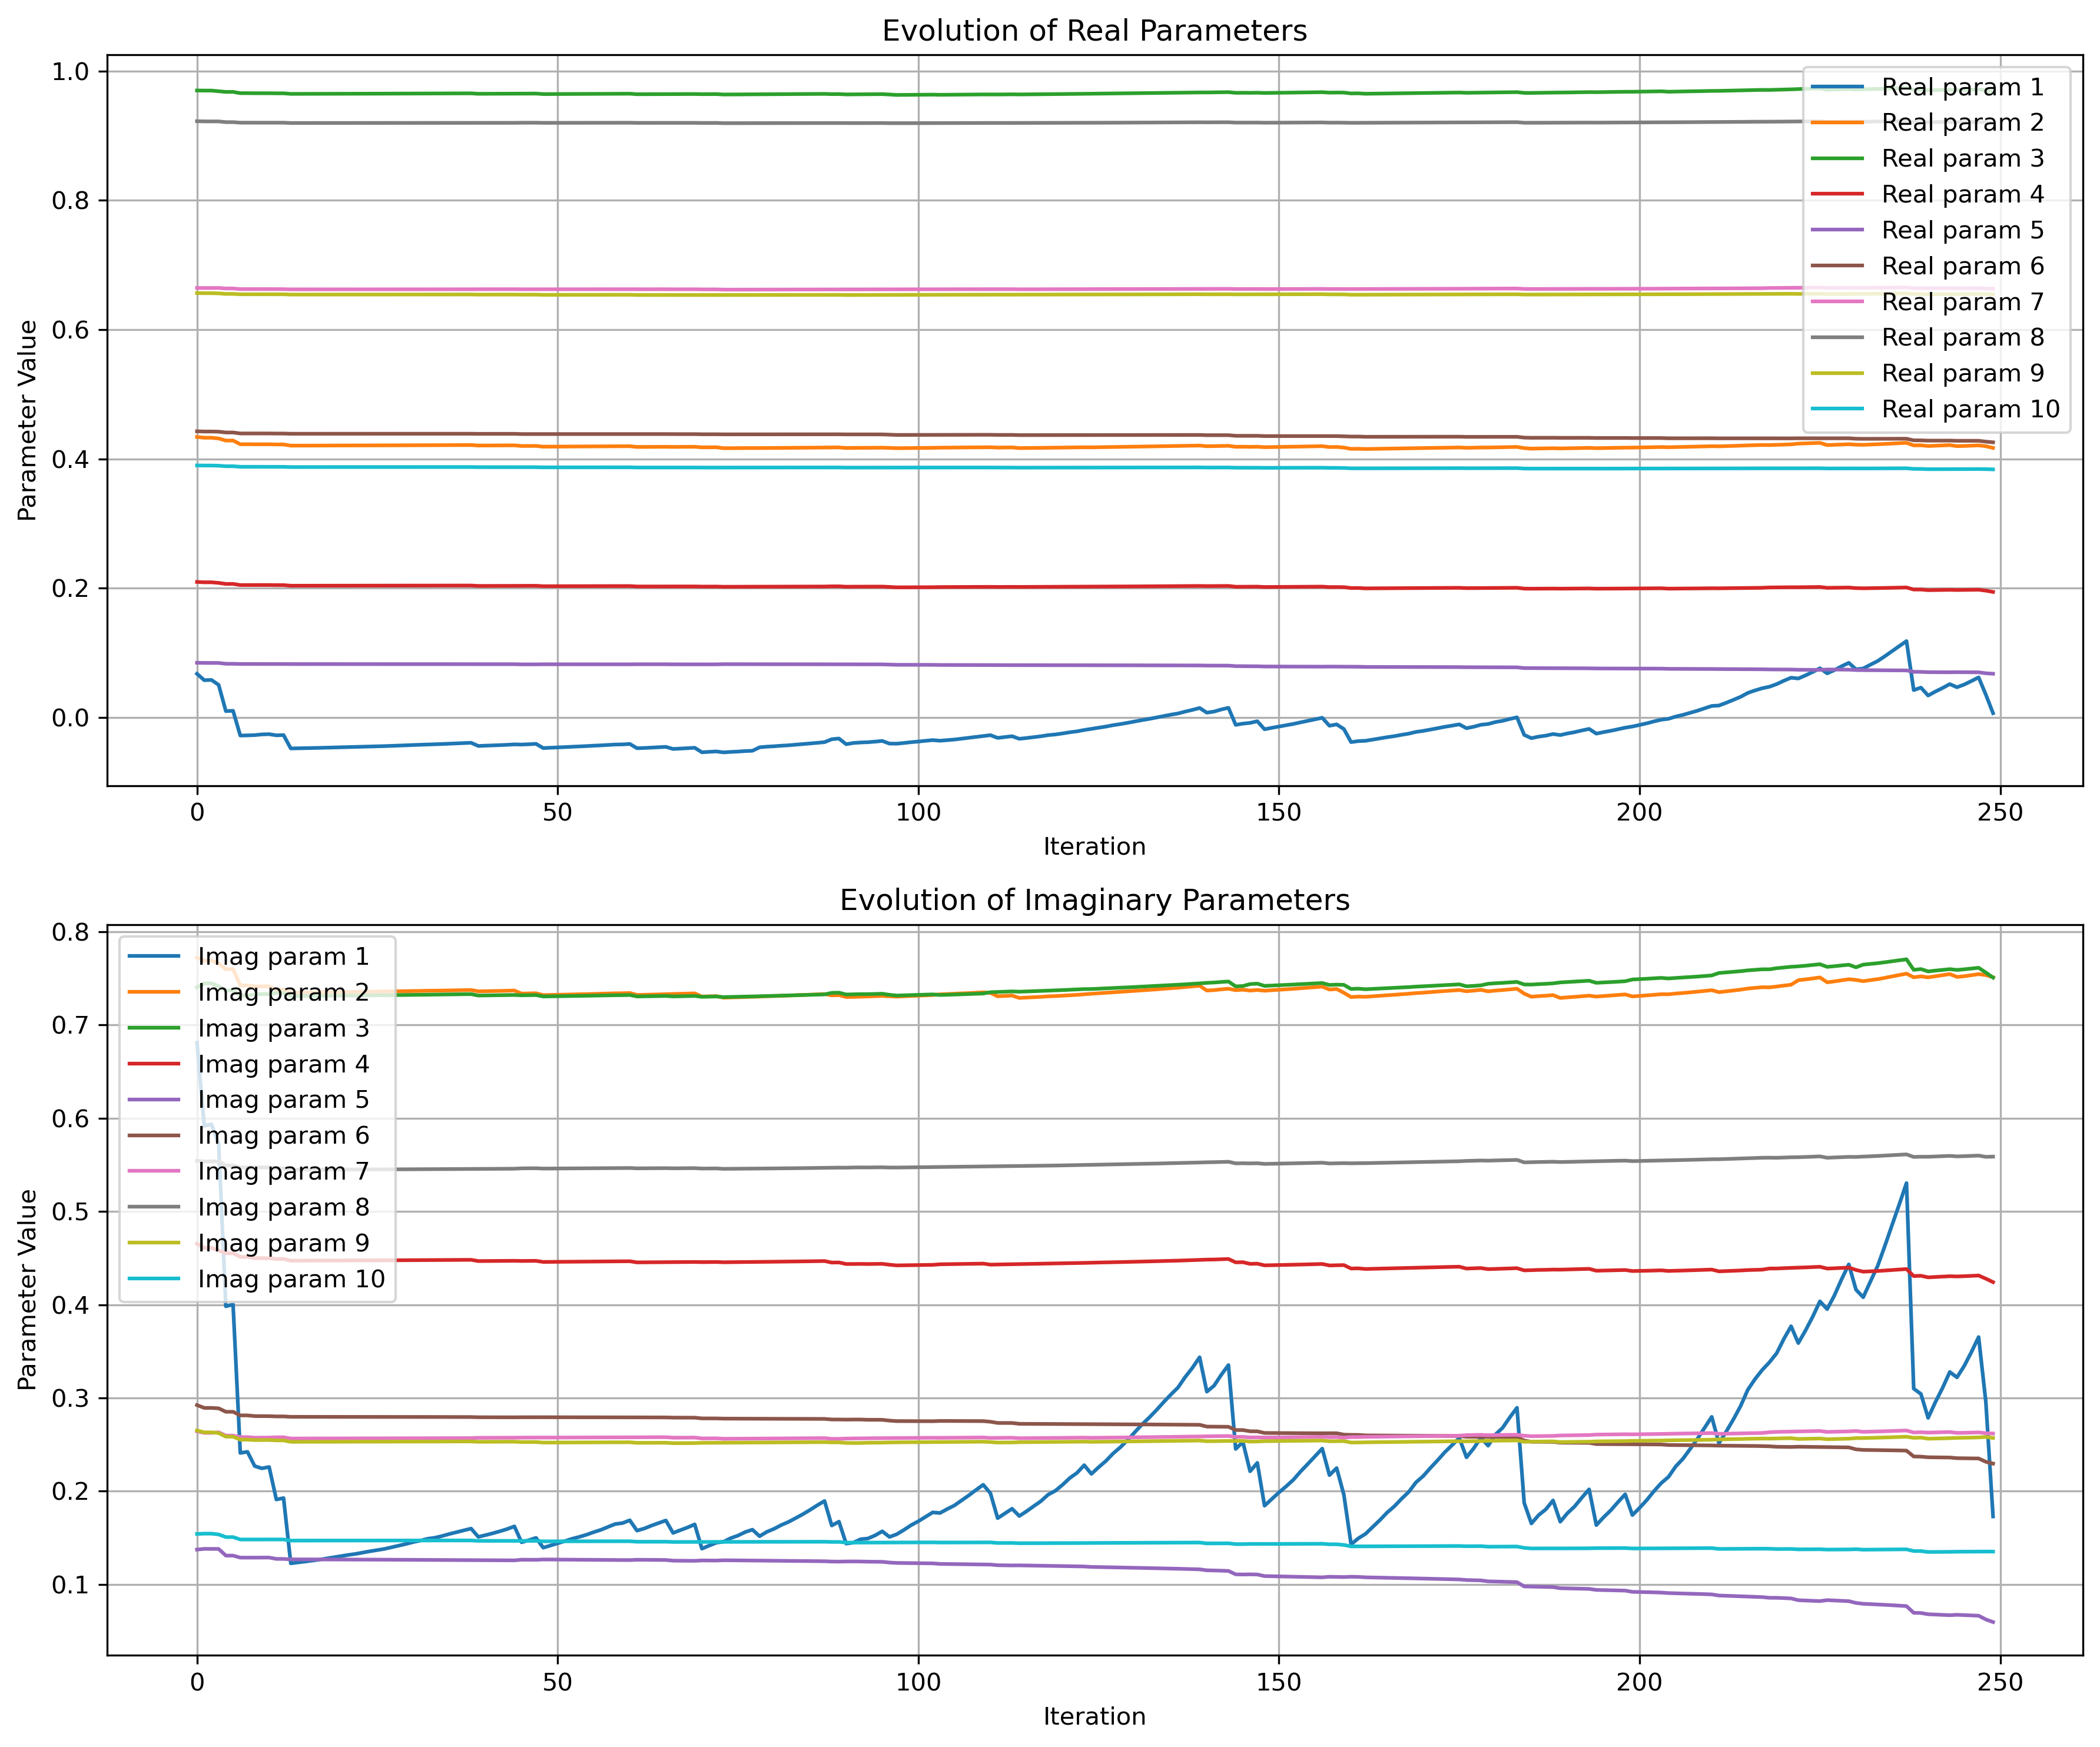 Evolution of Real Parameters
1.0
0.8
0.6
0.4
0.2
0.0
Parameter Value
Real param 1
Real param 2
Real param 3
Real param 4
Real param 5
Real param 6
Real param 7
Real param 8
Real param 9
Real param 10
0 50 100 150 200 250
Iteration
Evolution of Imaginary Parameters
0.8
0.7
0.6
0.5
0.4
0.3
0.2
0.1
Parameter Value
Imag param 1
Imag param 2
Imag param 3
Imag param 4
Imag param 5
Imag param 6
Imag param 7
Imag param 8
Imag param 9
Imag param 10
0 50 100 150 200 250
Iteration